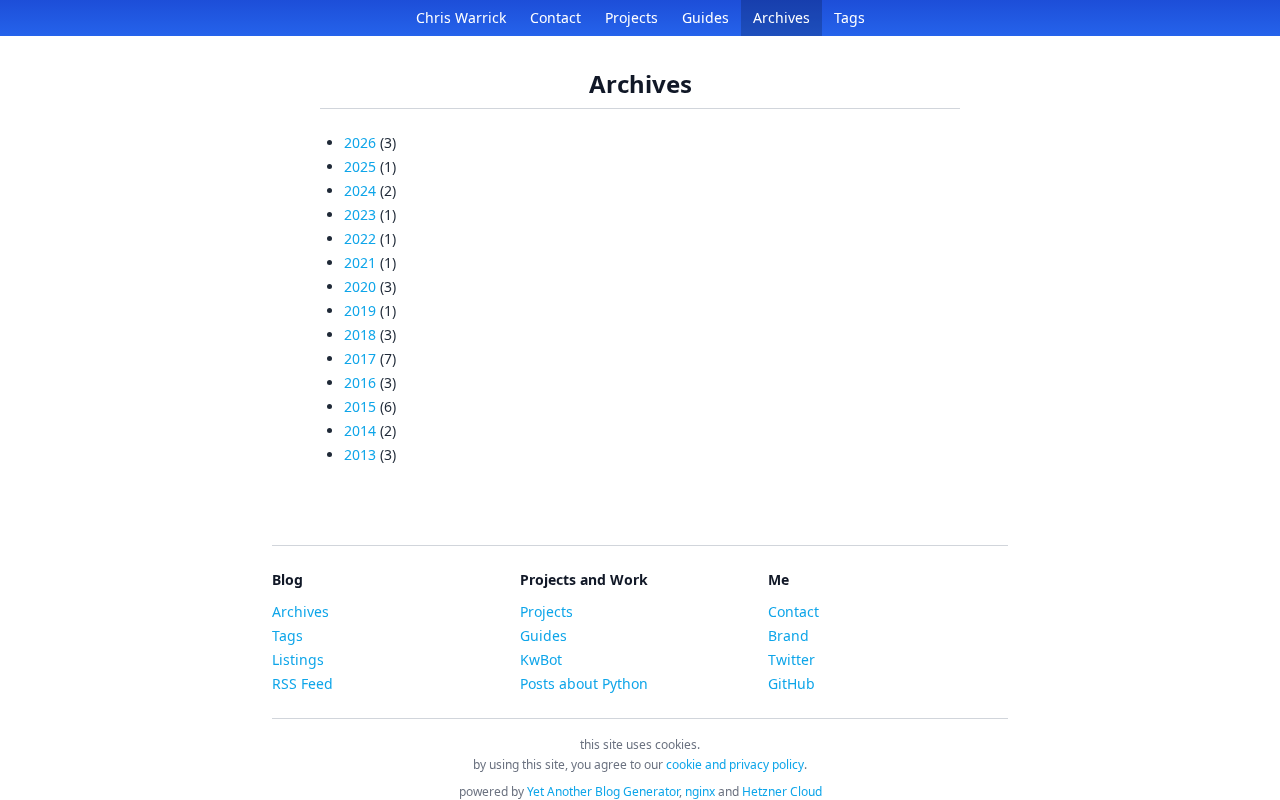 Chris Warrick Contact Projects Guides Archives Tags
Archives
2026 (3)
2025 (1)
2024 (2)
2023 (1)
2022 (1)
2021 (1)
2020 (3)
2019 (1)
2018 (3)
2017 (7)
2016 (3)
2015 (6)
2014 (2)
2013 (3)
Blog
Archives
Tags
Listings
RSS Feed
Projects and Work
Projects
Guides
KwBot
Posts about Python
Me
Contact
Brand
Twitter
GitHub
this site uses cookies.
by using this site, you agree to our cookie and privacy policy.
powered by Yet Another Blog Generator, nginx and Hetzner Cloud